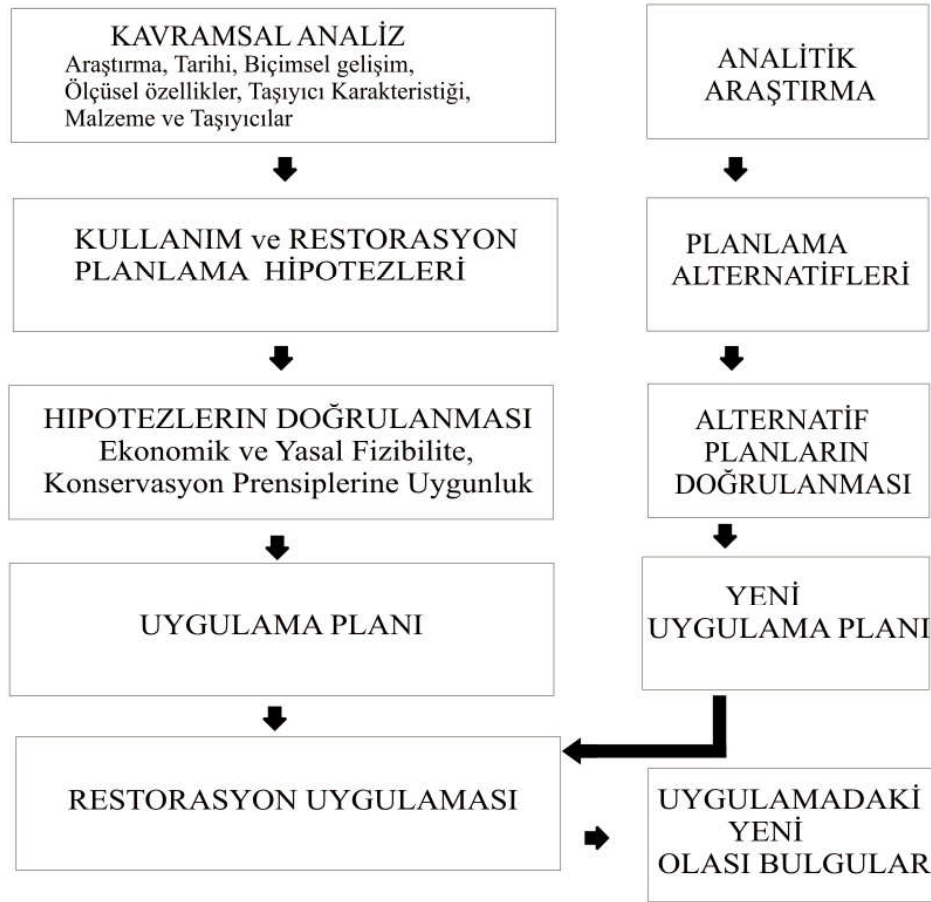 KAVRAMSAL ANALİZ
Araştırma, Tarihi, Biçimsel gelişim,
Ölçüsel özellikler, Taşıyıcı Karakteristiği,
Malzeme ve Taşıyıcılar
KULLANIM ve RESTORASYON
PLANLAMA HİPOTEZLERİ
HIPOTEZLERIN DOĞRULANMASI
Ekonomik ve Yasal Fizibilite,
Konservasyon Prensiplerine Uygunluk
UYGULAMA PLANI
RESTORASYON UYGULAMASI
ANALİTİK
ARAŞTIRMA
PLANLAMA
ALTERNATİFLERİ
ALTERNATİF
PLANLARIN
DOĞRULANMASI
YENİ
UYGULAMA PLANI
UYGULAMADAKİ
YENİ
OLASI BULGULAR